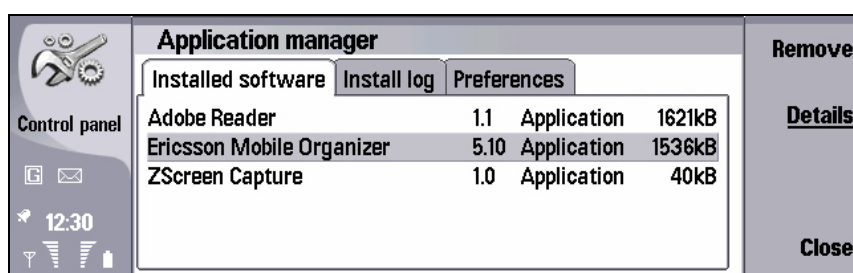 Application manager
Installed software Install log Preferences
Adobe Reader 1.1 Application 1621kB
Ericsson Mobile Organizer 5.10 Application 1536kB
ZScreen Capture 1.0 Application 40kB
Control panel
G
12:30
Remove
Details
Close